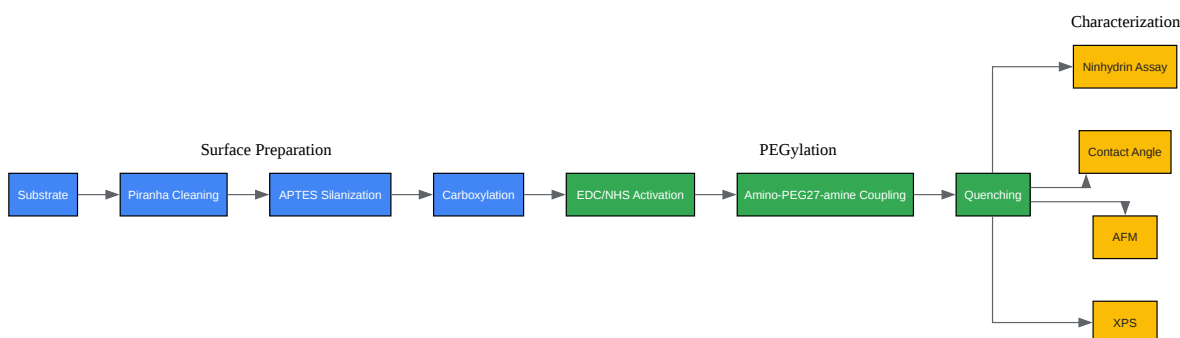 Characterization
Ninhydrin Assay
Surface Preparation
PEGylation
Contact Angle
Substrate
Piranha Cleaning
APTES Silanization
Carboxylation
EDC/NHS Activation
Amino-PEG27-amine Coupling
Quenching
AFM
XPS